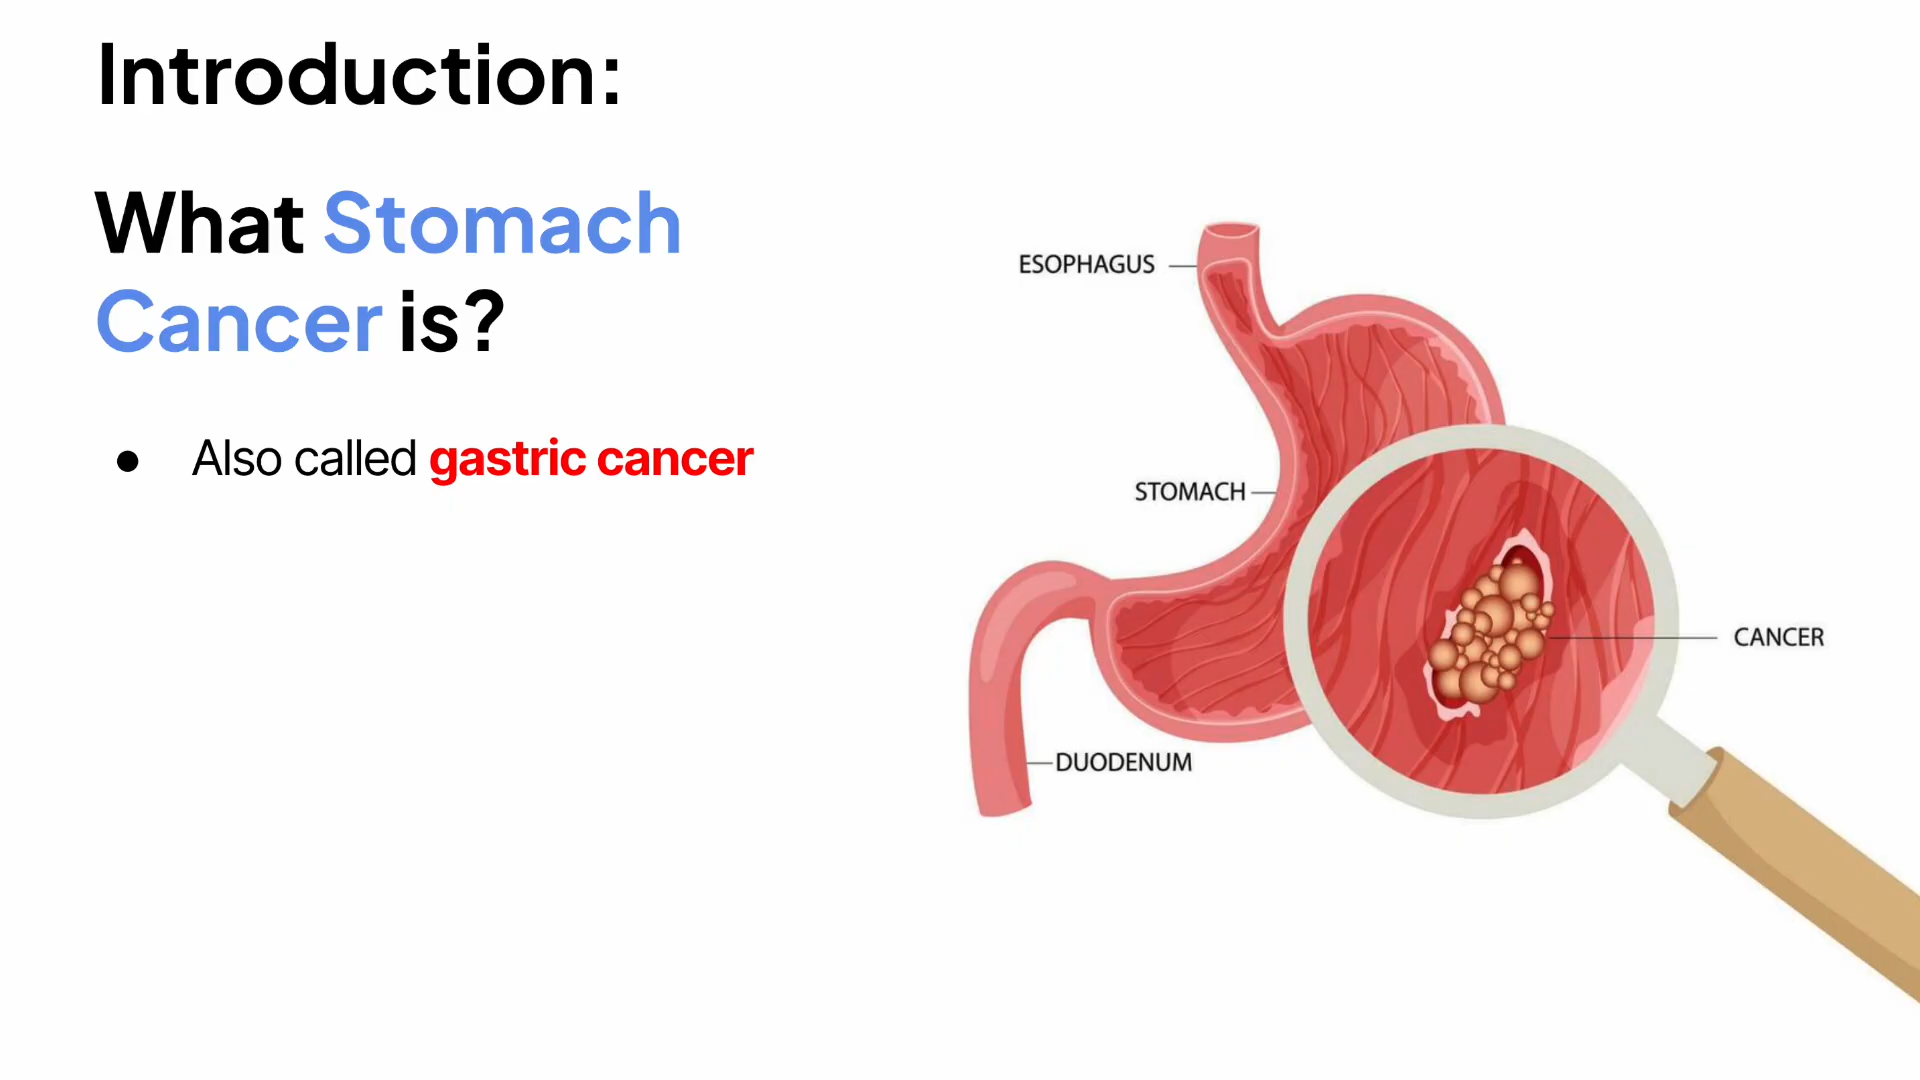 Introduction:
What Stomach
Cancer is?
● Also called gastric cancer
ESOPHAGUS
STOMACH
CANCER
DUODENUM